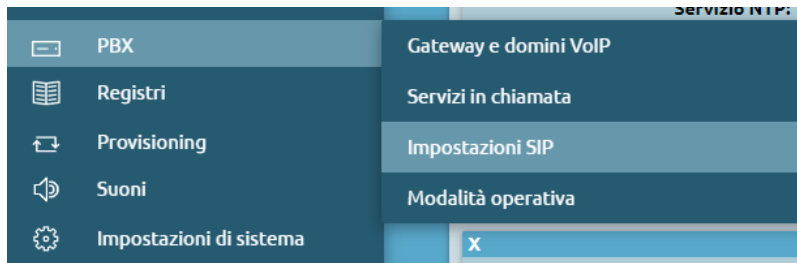 Servizio NTP:
PBX
Registri
Provisioning
Suoni
Impostazioni di sistema
Gateway e domini VoIP
Servizi in chiamata
Impostazioni SIP
Modalità operativa
X